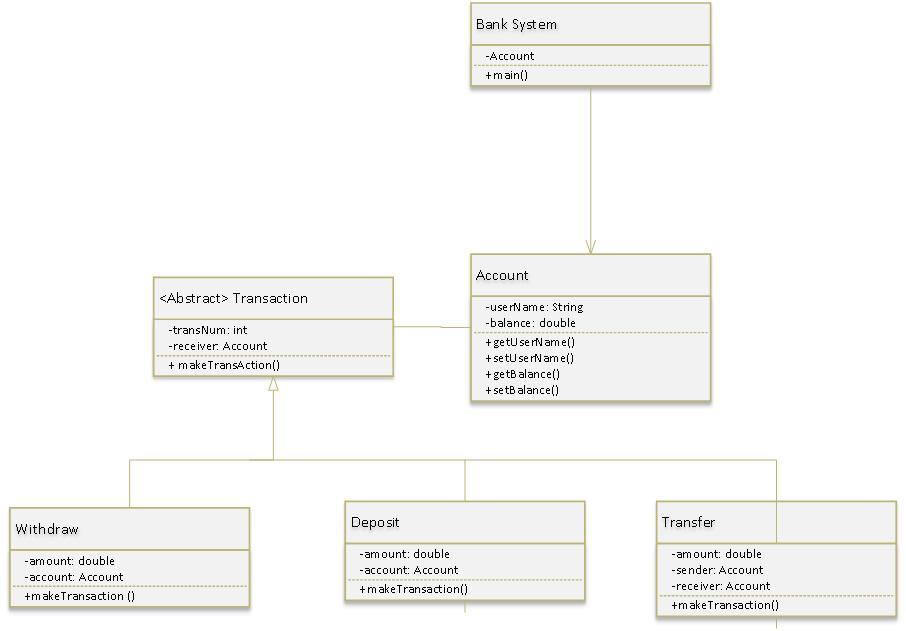 Bank System
-Account
+main()
<Abstract> Transaction
-transNum: int
-receiver: Account
+ makeTransAction()
Account
-userName: String
-balance: double
+getUserName()
+setUserName()
+getBalance()
+setBalance()
Withdraw
-amount: double
-account: Account
+makeTransaction ()
Deposit
-amount: double
-account: Account
+makeTransaction()
Transfer
-amount: double
-sender: Account
-receiver: Account
+makeTransaction()